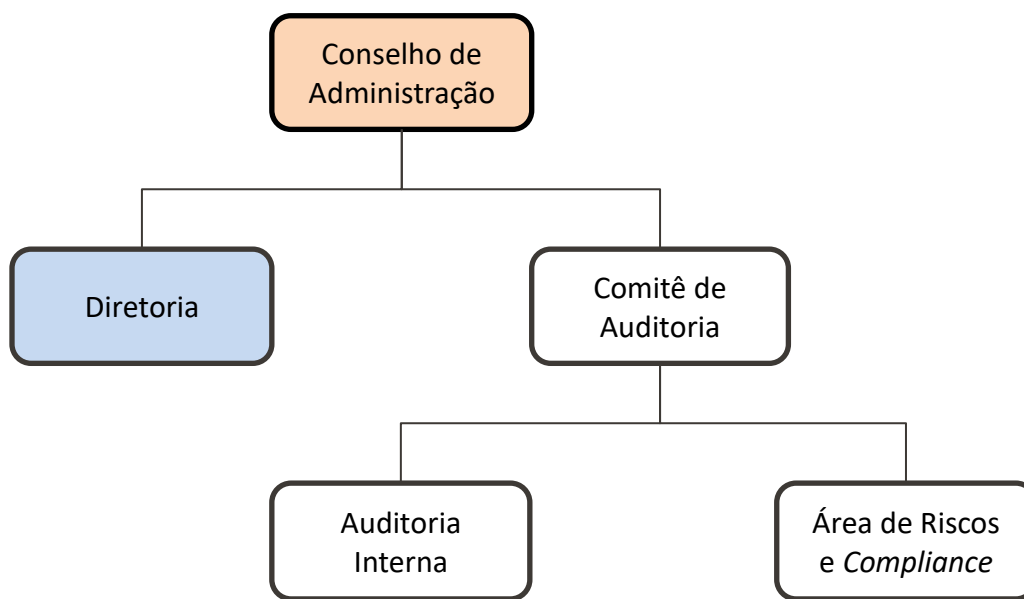 Conselho de
Administração
Diretoria
Comitê de
Auditoria
Auditoria
Interna
Área de Riscos
e Compliance